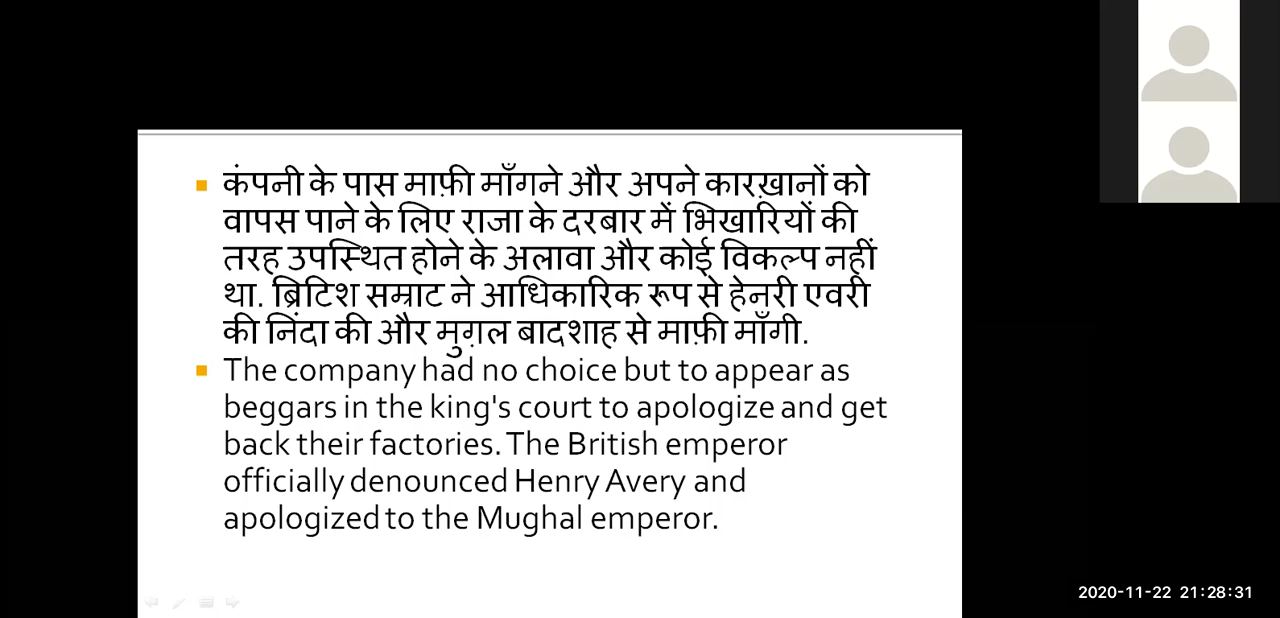 कंपनी के पास माफ़ी माँगने और अपने कारख़ानों को
वापस पाने के लिए राजा के दरबार में भिखारियों की
तरह उपस्थित होने के अलावा और कोई विकल्प नहीं
था. ब्रिटिश सम्राट ने आधिकारिक रूप से हेनरी एवरी
की निंदा की और मुग़ल बादशाह से माफ़ी माँगी.
The company had no choice but to appear as
beggars in the king's court to apologize and get
back their factories. The British emperor
officially denounced Henry Avery and
apologized to the Mughal emperor.
2020-11-22 21:28:31